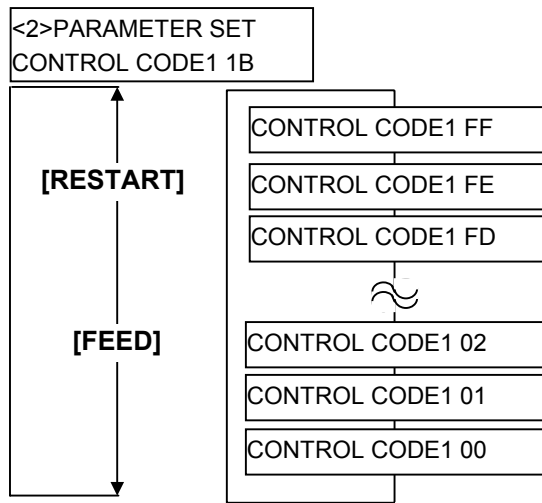 <2>PARAMETER SET
CONTROL CODE1 1B
CONTROL CODE1 FF
[RESTART]
CONTROL CODE1 FE
CONTROL CODE1 FD
[FEED]
CONTROL CODE1 02
CONTROL CODE1 01
CONTROL CODE1 00